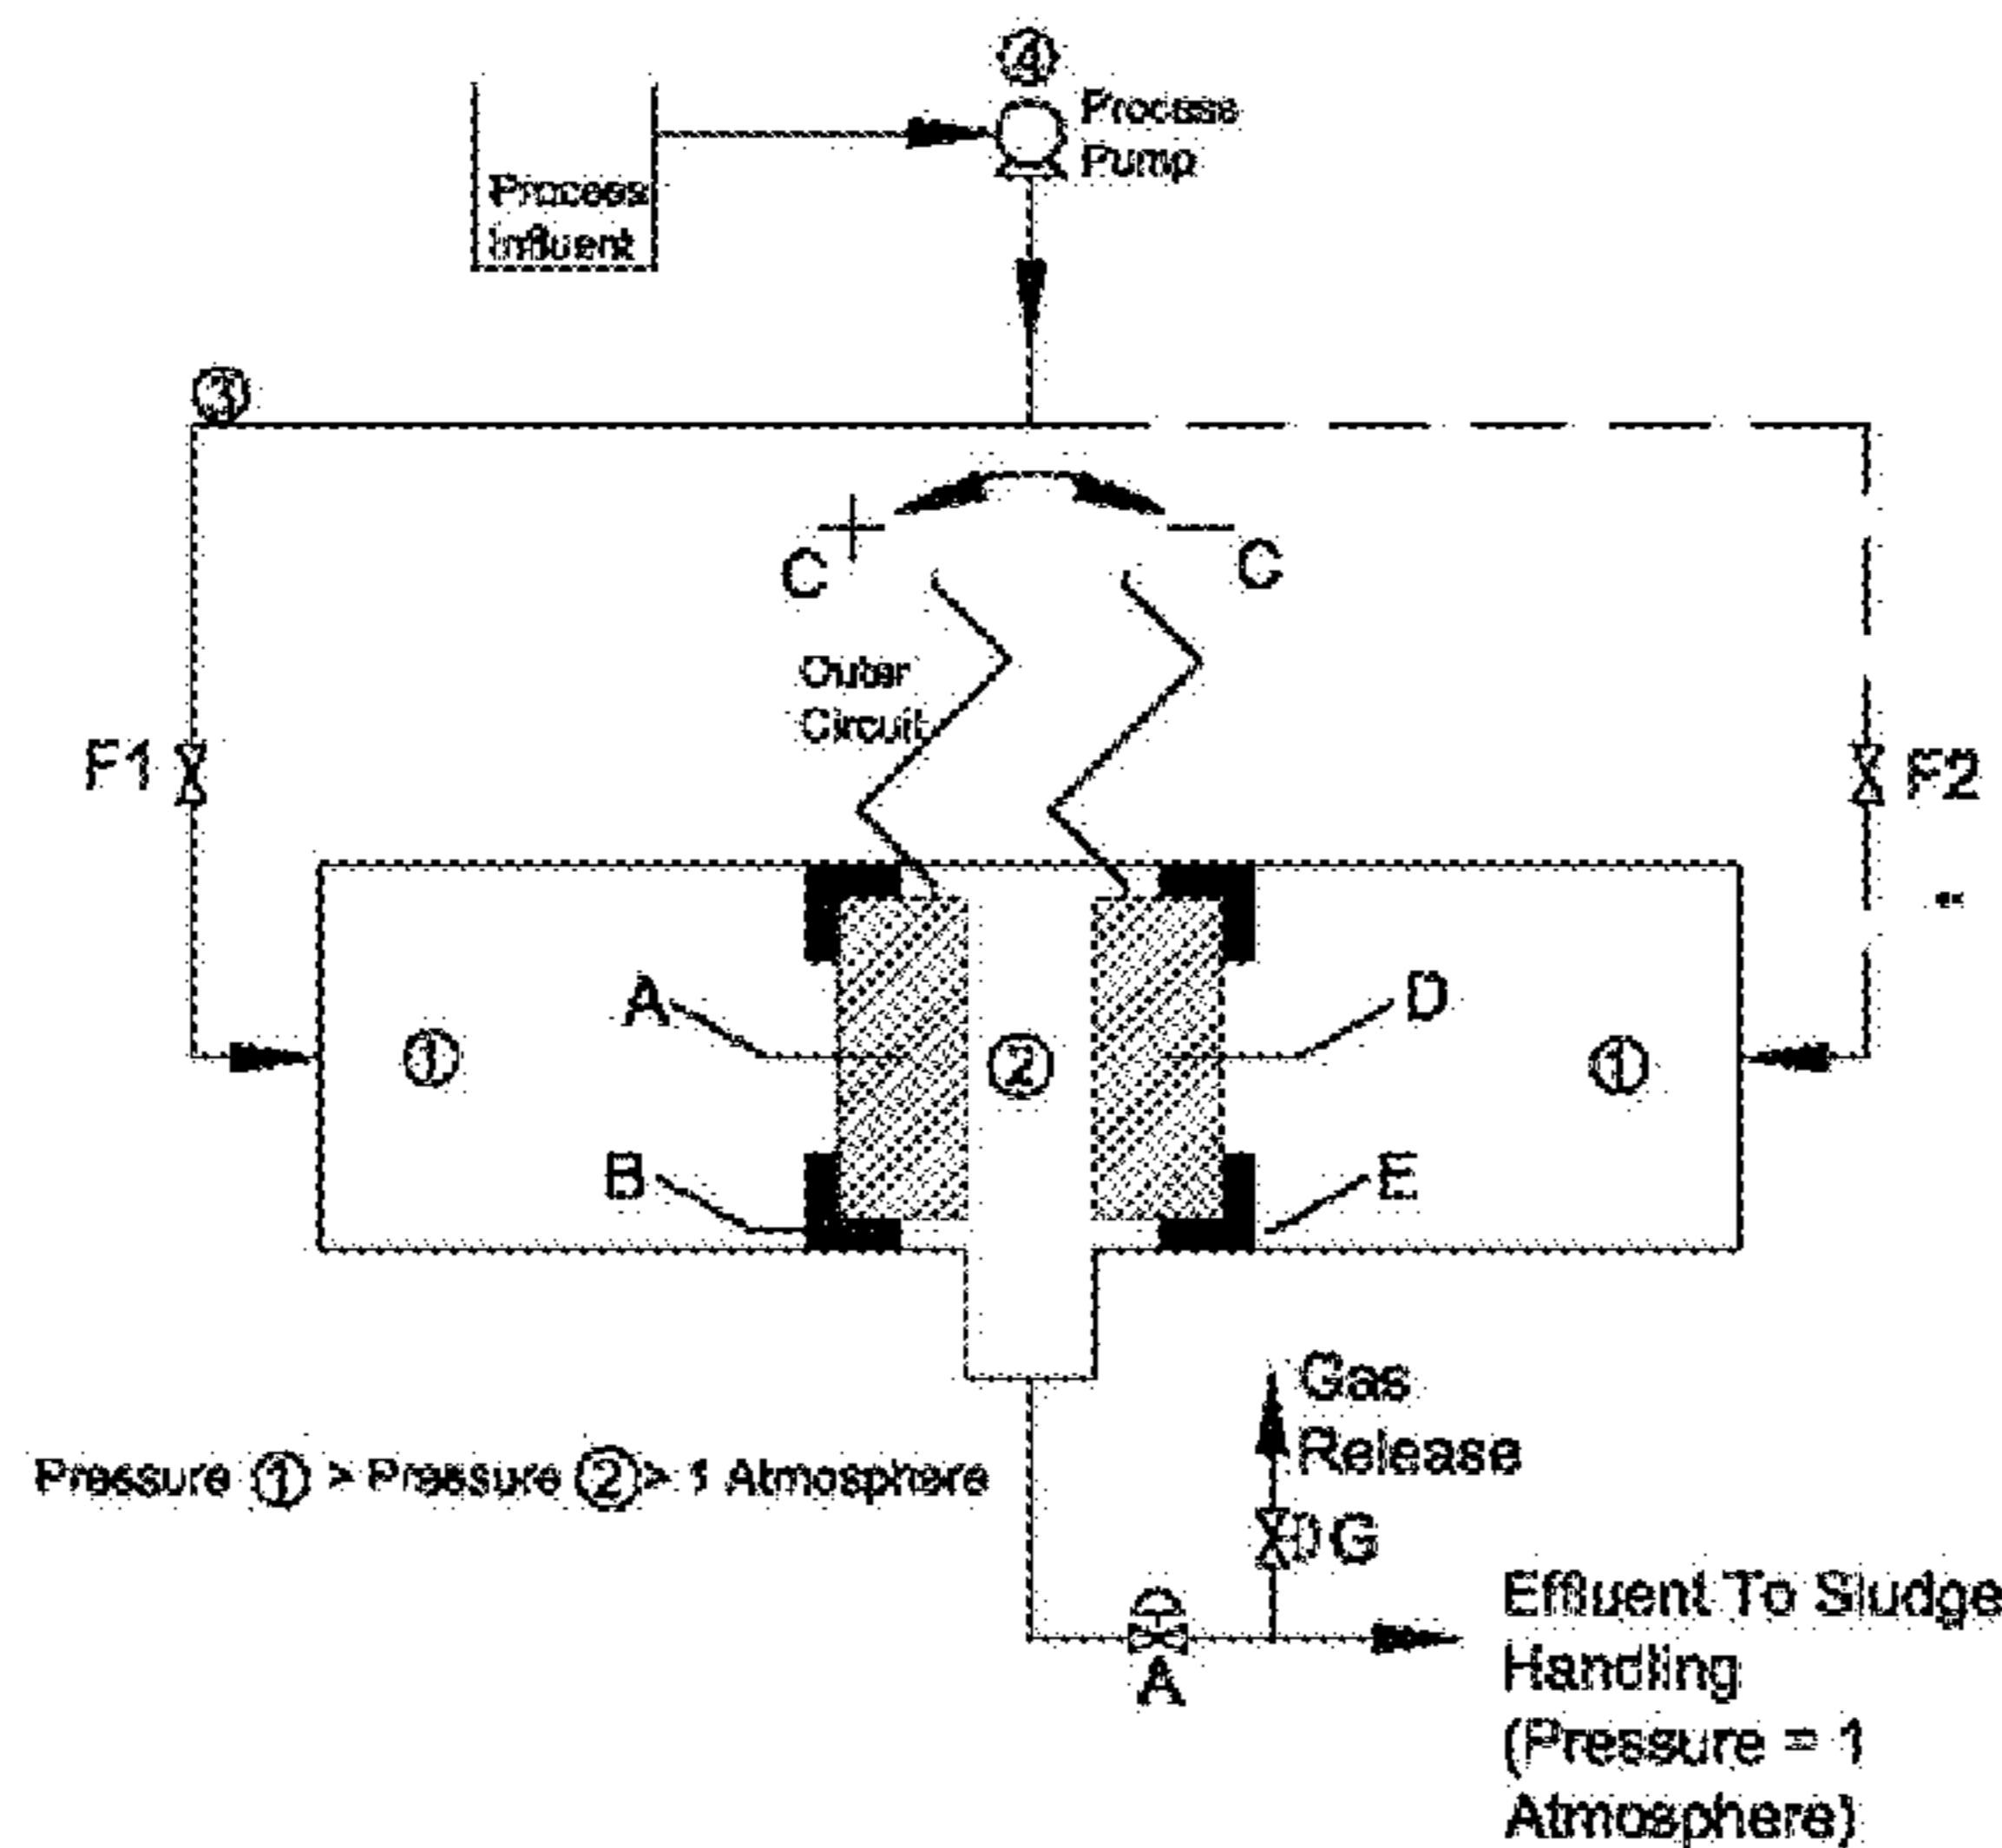 ④
Process
Pump
Process
Influent
③
C + − C
Outer
Circuit
F1
F2
A
D
①
②
①
B
E
Gas
Release
Pressure ① > Pressure ② > 1 Atmosphere
G
A
Effluent To Sludge
Handling
(Pressure = 1
Atmosphere)